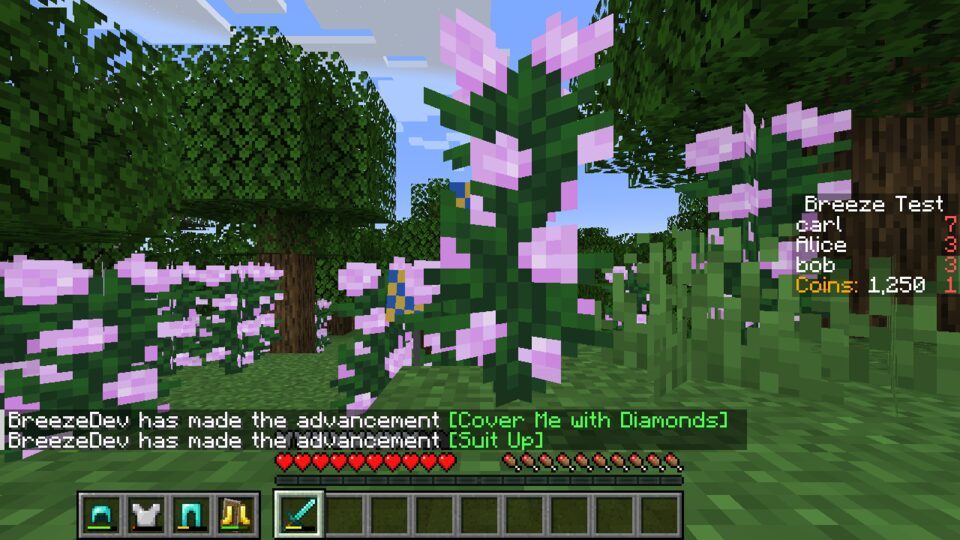 Breeze Test
carl 7
Alice 3
bob 3
Coins: 1,250 1
BreezeDev has made the advancement [Cover Me with Diamonds]
BreezeDev has made the advancement [Suit Up]